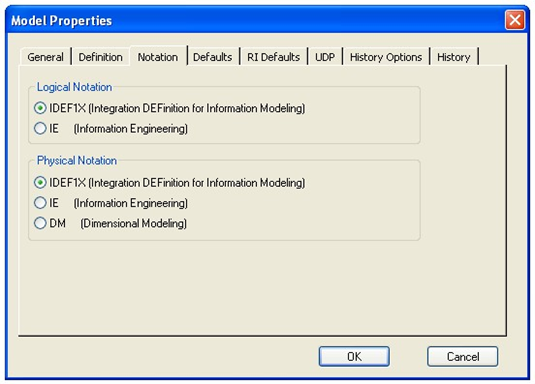 Model Properties
General Definition Notation Defaults RI Defaults UDP History Options History
Logical Notation
IDEF1X (Integration DEFinition for Information Modeling)
IE (Information Engineering)
Physical Notation
IDEF1X (Integration DEFinition for Information Modeling)
IE (Information Engineering)
DM (Dimensional Modeling)
OK Cancel